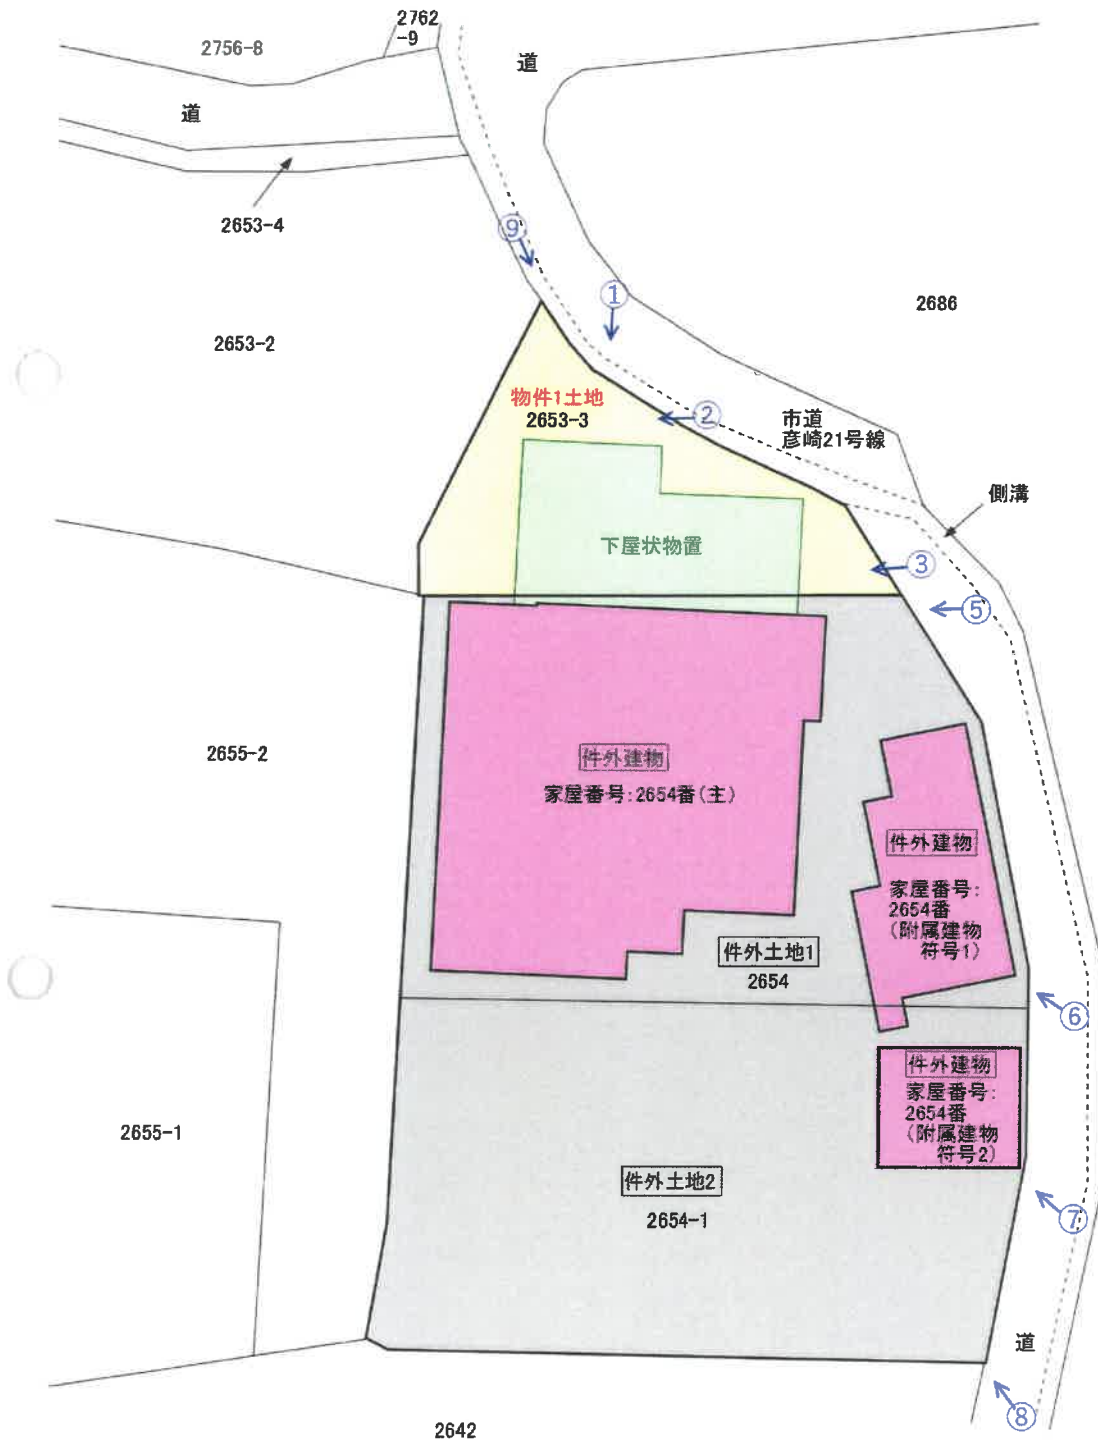 2762
-9
2756-8
道
道
2653-4
⑨
①
2686
2653-2
物件1土地
2653-3
②
市道
彦崎21号線
側溝
下屋状物置
③
⑤
2655-2
件外建物
家屋番号:2654番(主)
件外建物
家屋番号:
2654番
(附属建物
符号1)
件外土地1
2654
⑥
件外建物
家屋番号:
2654番
(附属建物
符号2)
2655-1
件外土地2
2654-1
⑦
道
⑧
2642